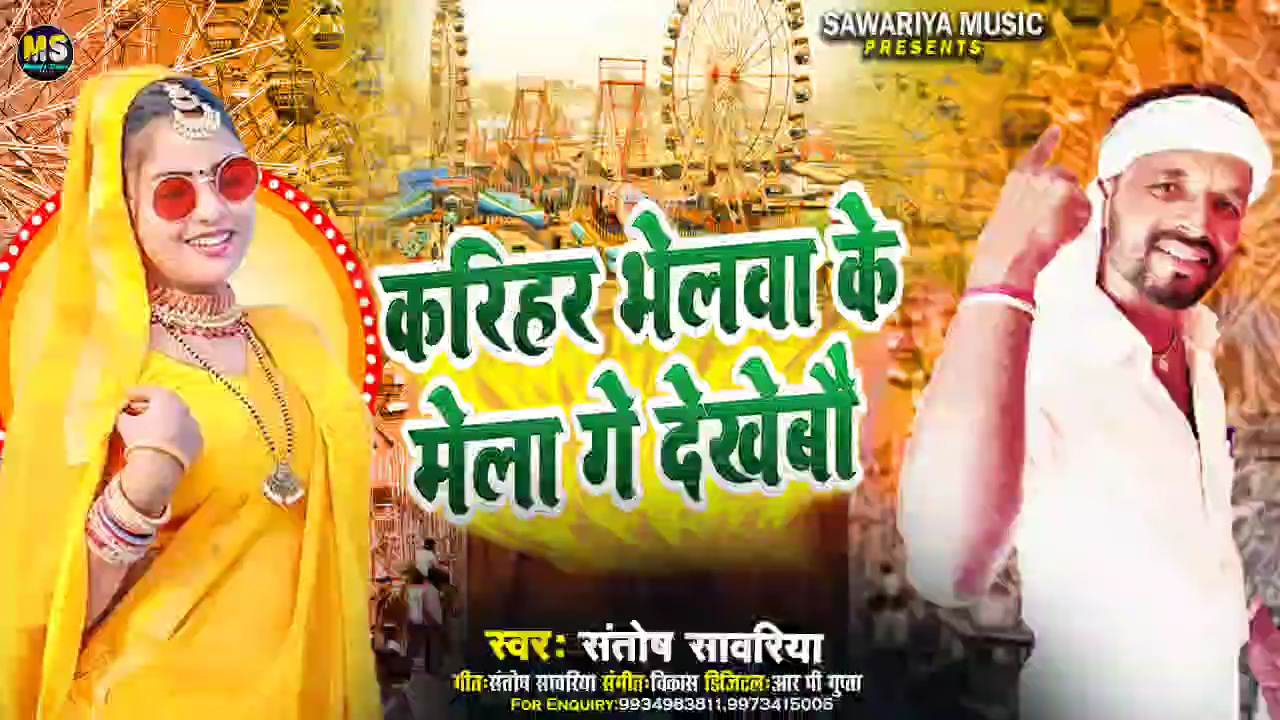 MS
SAWARIYA MUSIC
PRESENTS
करिहर भेलवा के
मेला गे देखेबौ
स्वर: संतोष सावरिया
गीत:संतोष सावरिया संगीत:विकास डिजिटल:आर पी गुप्ता
FOR ENQUIRY:9934983811,9973415005